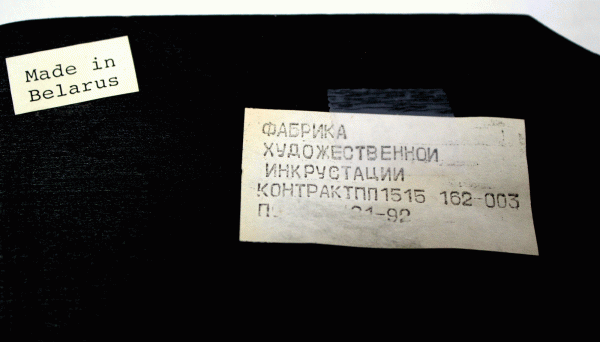 Made in
Belarus
ФАБРИКА
ХУДОЖЕСТВЕННОЙ
ИНКРУСТАЦИИ
КОНТРАКТПП1515 162-003